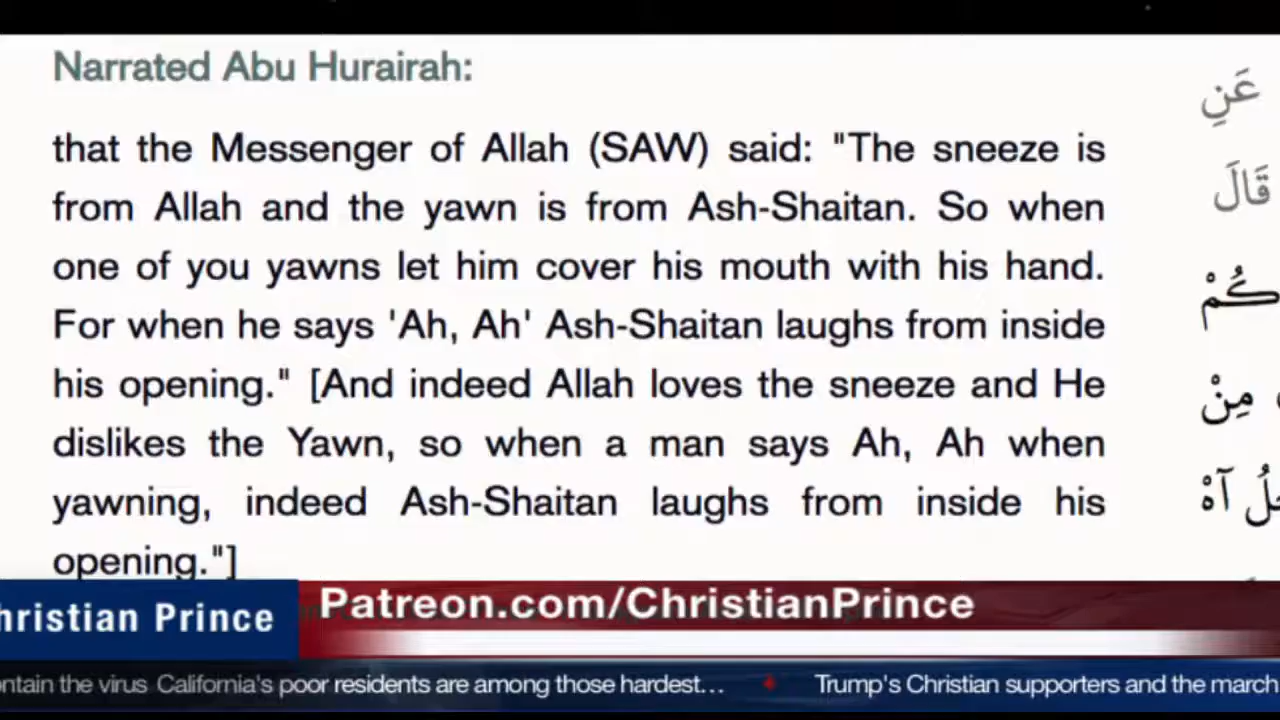 Narrated Abu Hurairah:
عَنِ
that the Messenger of Allah (SAW) said: "The sneeze is
from Allah and the yawn is from Ash-Shaitan. So when
قَالَ
one of you yawns let him cover his mouth with his hand.
For when he says 'Ah, Ah' Ash-Shaitan laughs from inside
his opening." [And indeed Allah loves the sneeze and He
مِنْ
dislikes the Yawn, so when a man says Ah, Ah when
yawning, indeed Ash-Shaitan laughs from inside his
آهْ
opening."]
hristian Prince
Patreon.com/ChristianPrince
ntain the virus California's poor residents are among those hardest... Trump's Christian supporters and the march